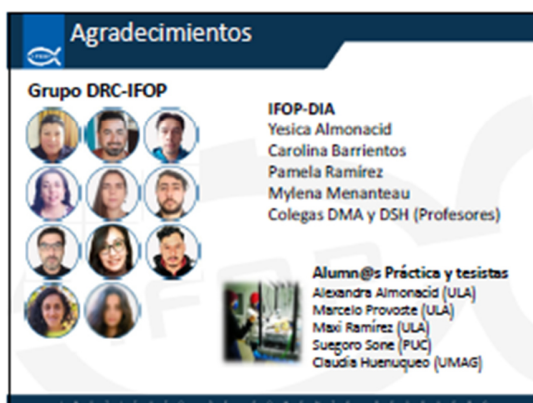 Agradecimientos
Grupo DRC-IFOP
IFOP-DIA
Yesica Almonacid
Carolina Barrientos
Pamela Ramírez
Mylena Menanteau
Colegas DMA y DSH (Profesores)
Alumn@s Práctica y tesistas
Alexandra Almonacid (ULA)
Marcelo Provoste (ULA)
Maxi Ramírez (ULA)
Suegoro Sone (PUC)
Claudia Huenuqueo (UMAG)
IFOP